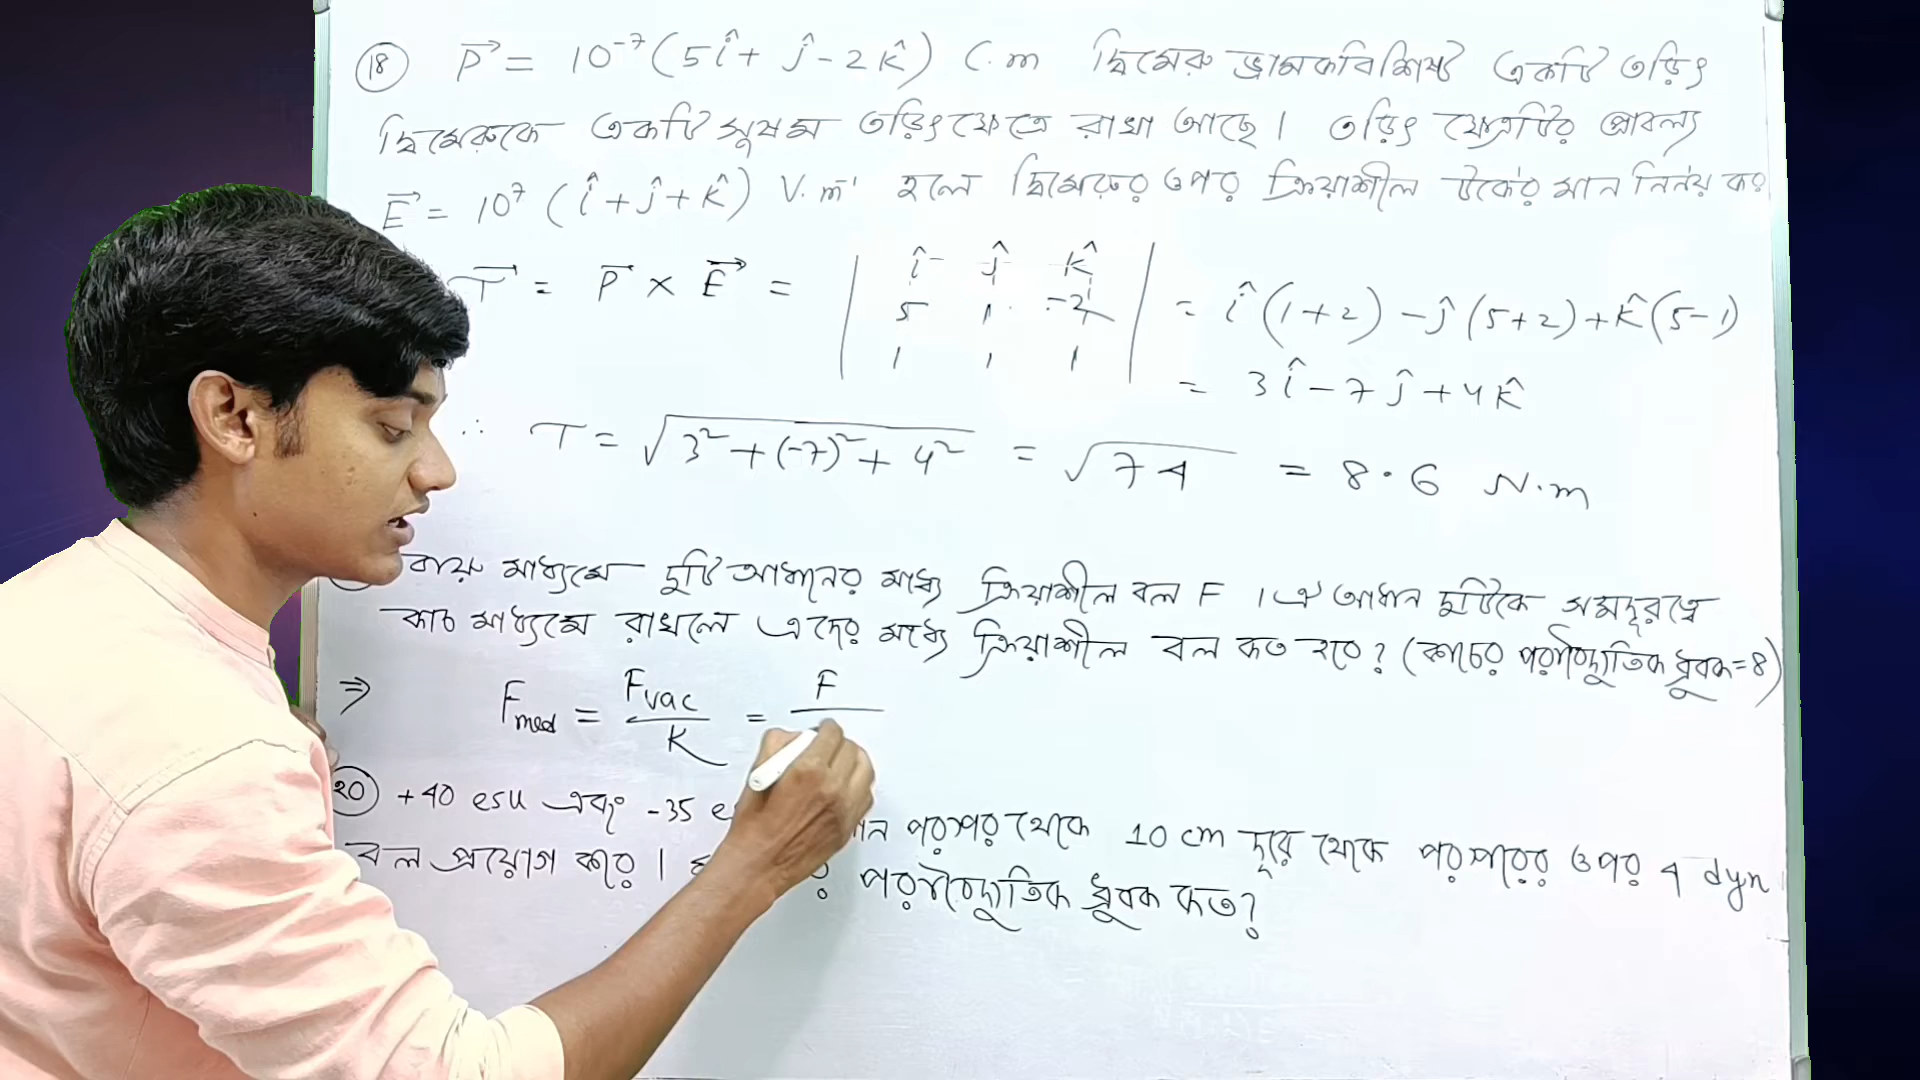 18 P⃗ = 10⁻⁷ (5î + ĵ - 2k̂) C.m দ্বিমেরু ভ্রামকবিশিষ্ট একটি তড়িৎ
দ্বিমেরুকে একটি সুষম তড়িৎক্ষেত্রে রাখা আছে। তড়িৎ ক্ষেত্রটির প্রাবল্য
E⃗ = 10⁷ (î + ĵ + k̂) V.m⁻¹ হলে দ্বিমেরুর ওপর ক্রিয়াশীল টর্কের মান নির্ণয় কর
τ⃗ = P⃗ × E⃗ = | î ĵ k̂ | = î(1+2) - ĵ(5+2) + k̂(5-1)
5 1 -2
1 1 1
= 3î - 7ĵ + 4k̂
∴ τ = √3² + (-7)² + 4² = √74 = 8.6 N.m
বায়ু মাধ্যমে দুটি আধানের মাধ্য ক্রিয়াশীল বল F । ঐ আধান দুটিকে সমদূরত্বে
কাচ মাধ্যমে রাখলে এদের মধ্যে ক্রিয়াশীল বল কত হবে? (কাচের পরাবৈদ্যুতিক ধ্রুবক = 8)
⇒ Fmed = Fvac/K = F
২0 +40 esu এবং -35 পরস্পর থেকে 10 cm দূরে থেকে পরস্পরের ওপর 4 dyn
বল প্রয়োগ করে। পরাবৈদ্যুতিক ধ্রুবক কত?